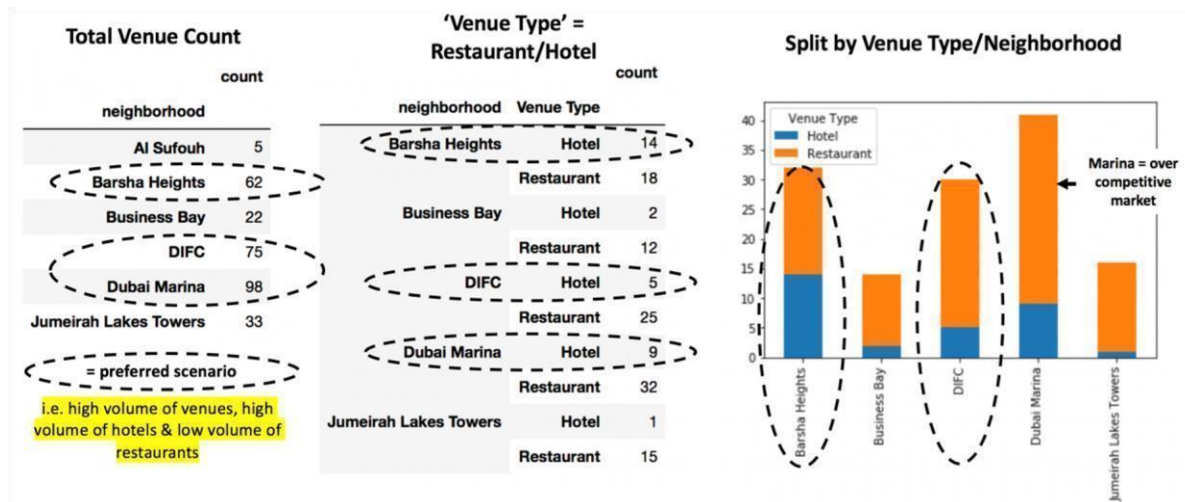 Total Venue Count
count
neighborhood
Al Sufouh 5
Barsha Heights 62
Business Bay 22
DIFC 75
Dubai Marina 98
Jumeirah Lakes Towers 33
= preferred scenario
i.e. high volume of venues, high
volume of hotels & low volume of
restaurants
‘Venue Type’ =
Restaurant/Hotel
count
neighborhood Venue Type
Barsha Heights Hotel 14
Restaurant 18
Business Bay Hotel 2
Restaurant 12
DIFC Hotel 5
Restaurant 25
Dubai Marina Hotel 9
Restaurant 32
Jumeirah Lakes Towers Hotel 1
Restaurant 15
Split by Venue Type/Neighborhood
Venue Type
Hotel
Restaurant
40
35
30
25
20
15
10
5
0
Marina = over
competitive
market
Barsha Heights
Business Bay
DIFC
Dubai Marina
Jumeirah Lakes Towers